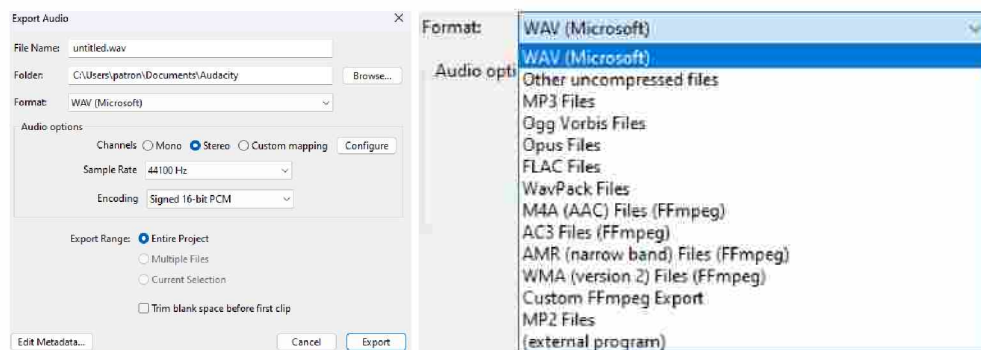 Export Audio
File Name: untitled.wav
Folder: C:\Users\patron\Documents\Audacity Browse...
Format: WAV (Microsoft)
Audio options
Channels Mono Stereo Custom mapping Configure
Sample Rate 44100 Hz
Encoding Signed 16-bit PCM
Export Range: Entire Project
Multiple Files
Current Selection
Trim blank space before first clip
Edit Metadata... Cancel Export
Format: WAV (Microsoft)
Audio opti
WAV (Microsoft)
Other uncompressed files
MP3 Files
Ogg Vorbis Files
Opus Files
FLAC Files
WavPack Files
M4A (AAC) Files (FFmpeg)
AC3 Files (FFmpeg)
AMR (narrow band) Files (FFmpeg)
WMA (version 2) Files (FFmpeg)
Custom FFmpeg Export
MP2 Files
(external program)